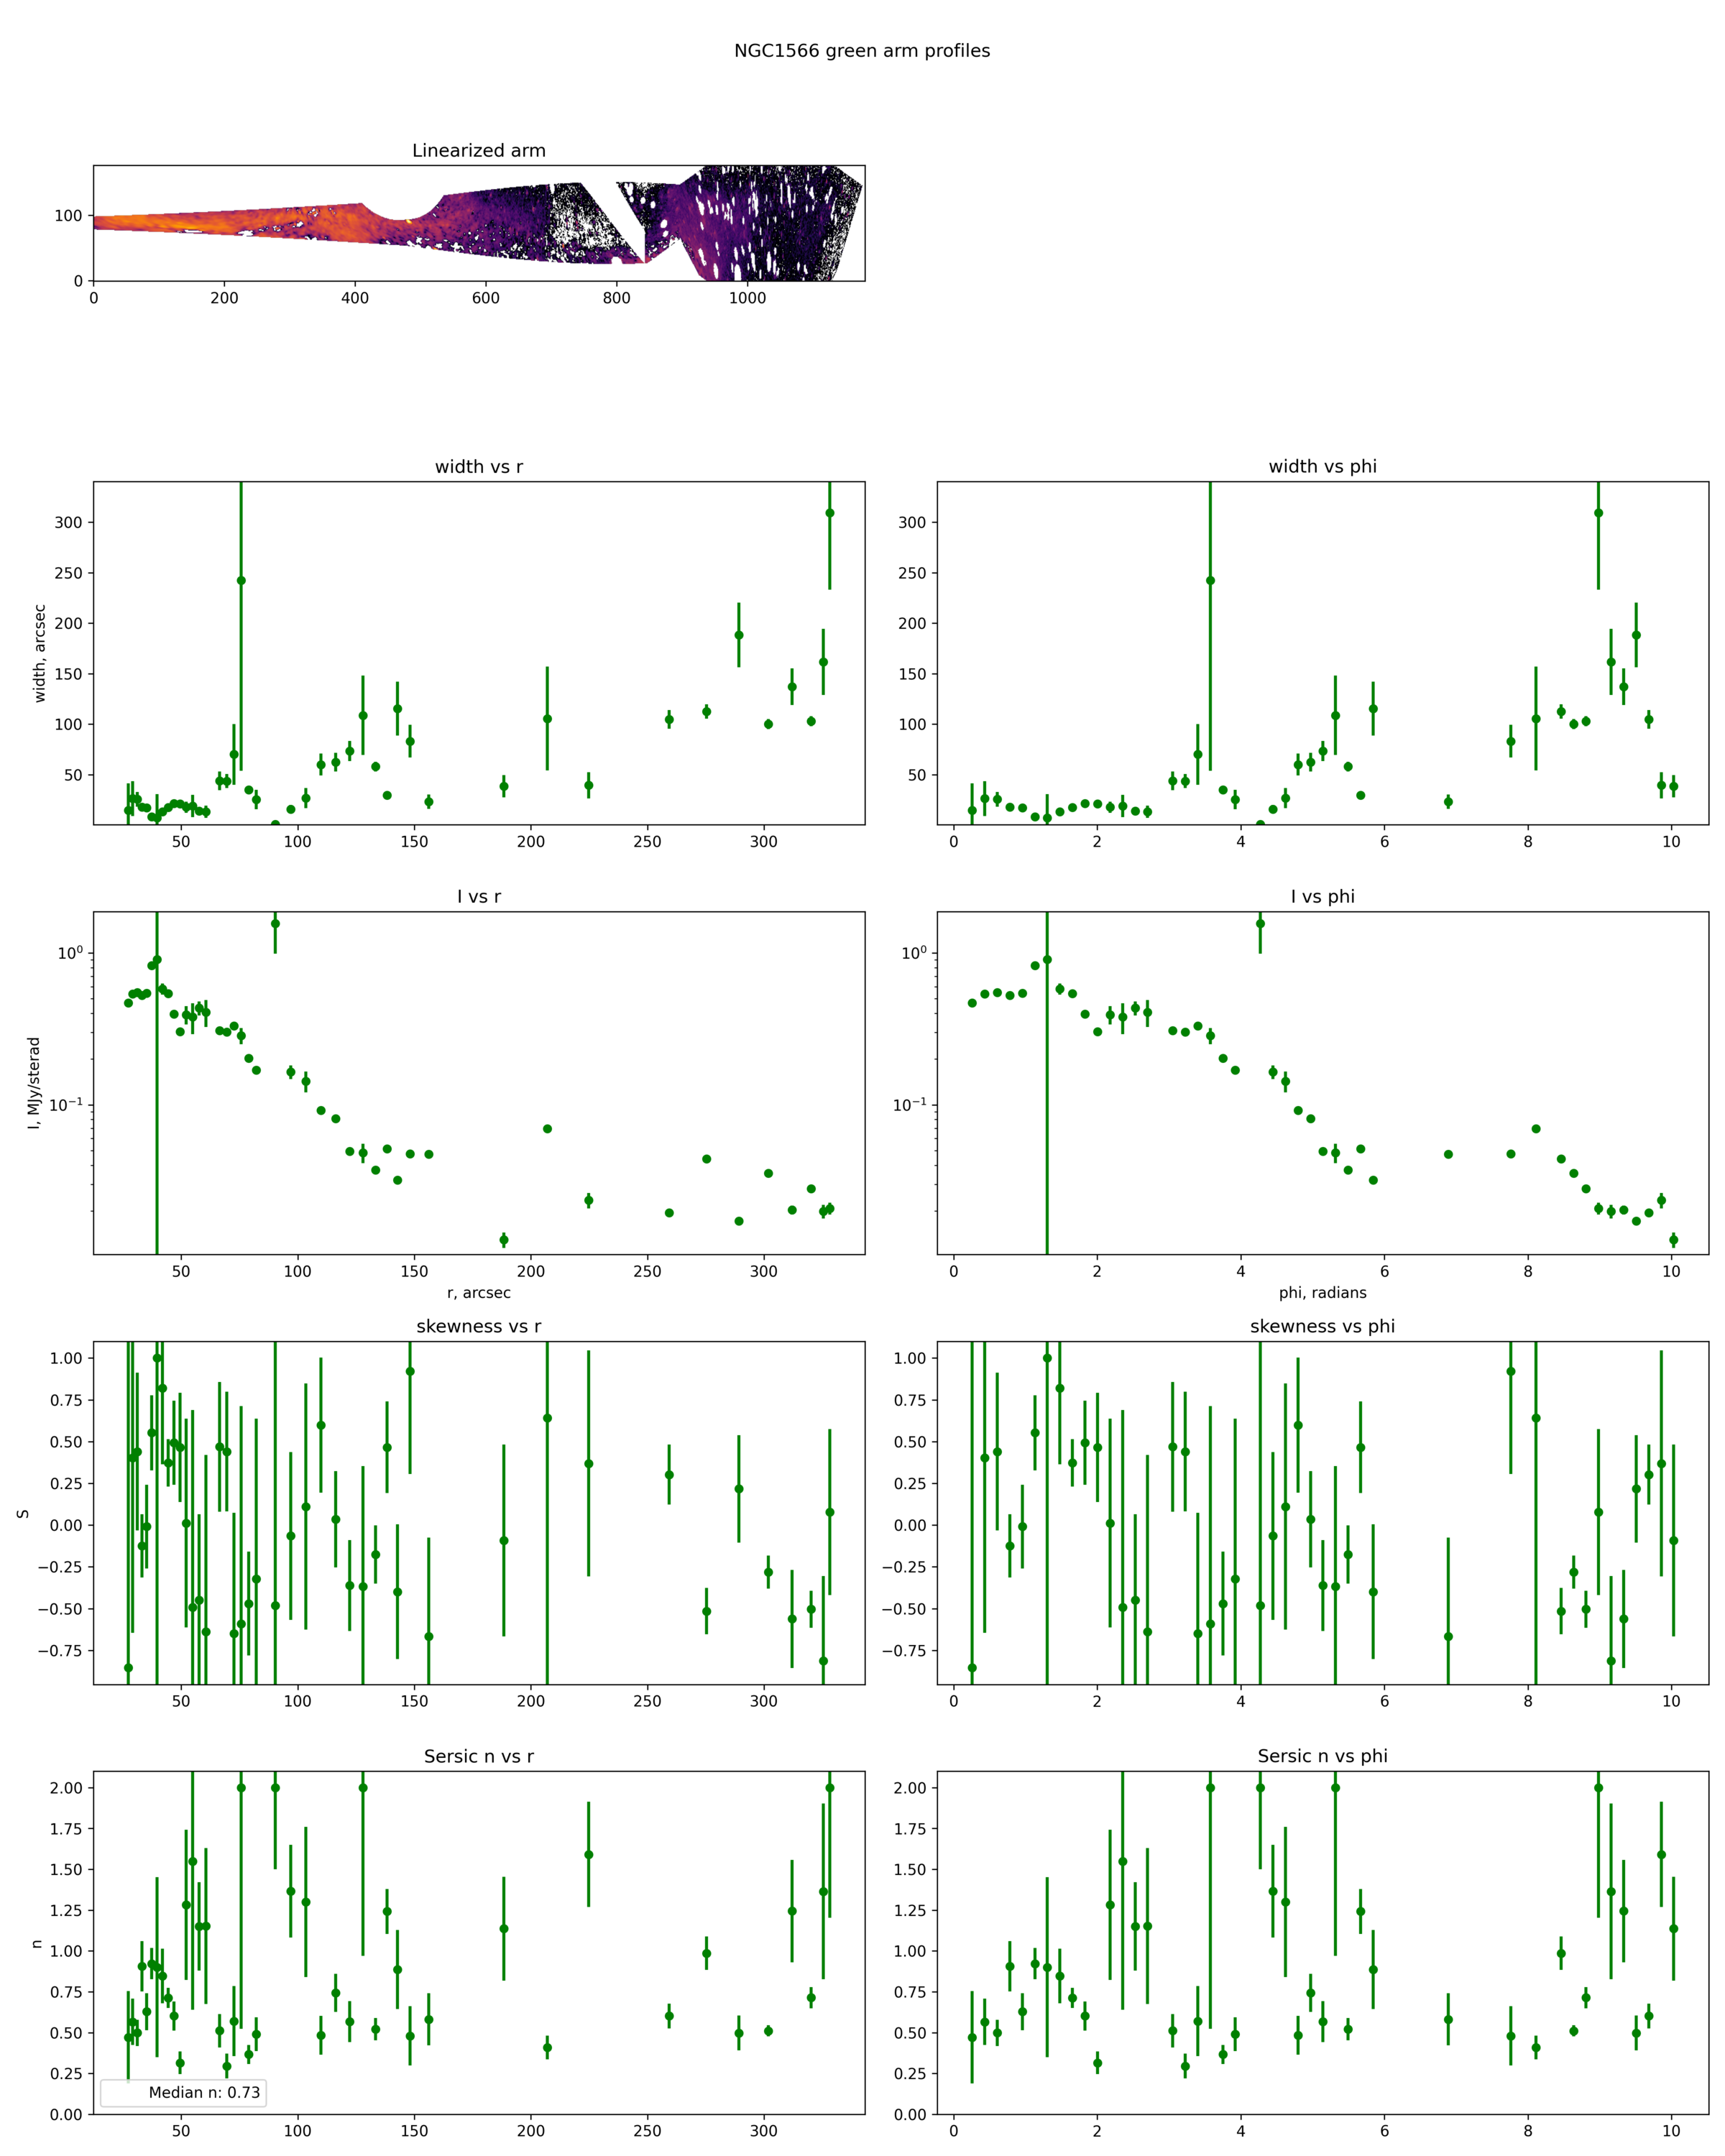 NGC1566 green arm profiles
Linearized arm
100
0
0 200 400 600 800 1000
width vs r
width vs phi
width, arcsec
300
250
200
150
100
50
50 100 150 200 250 300
300
250
200
150
100
50
0 2 4 6 8 10
I vs r
I vs phi
I, MJy/sterad
10⁰
10⁻¹
50 100 150 200 250 300
r, arcsec
10⁰
10⁻¹
0 2 4 6 8 10
phi, radians
skewness vs r
skewness vs phi
S
1.00
0.75
0.50
0.25
0.00
−0.25
−0.50
−0.75
50 100 150 200 250 300
1.00
0.75
0.50
0.25
0.00
−0.25
−0.50
−0.75
0 2 4 6 8 10
Sersic n vs r
Sersic n vs phi
n
2.00
1.75
1.50
1.25
1.00
0.75
0.50
0.25
0.00
Median n: 0.73
50 100 150 200 250 300
2.00
1.75
1.50
1.25
1.00
0.75
0.50
0.25
0.00
0 2 4 6 8 10